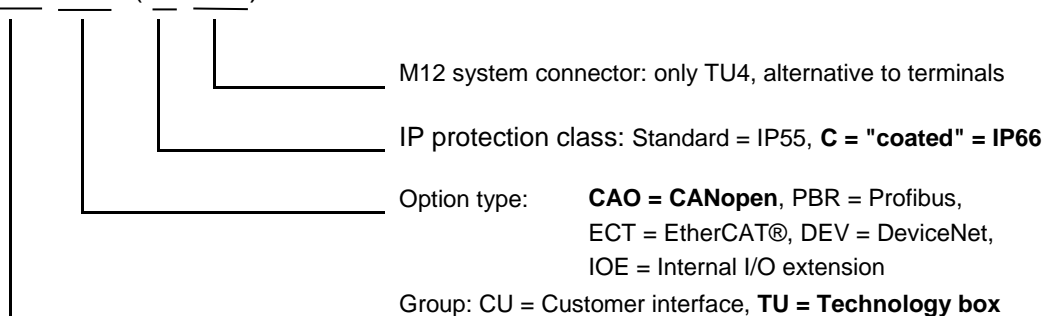 M12 system connector: only TU4, alternative to terminals
IP protection class: Standard = IP55, C = "coated" = IP66
Option type: CAO = CANopen, PBR = Profibus,
ECT = EtherCAT®, DEV = DeviceNet,
IOE = Internal I/O extension
Group: CU = Customer interface, TU = Technology box